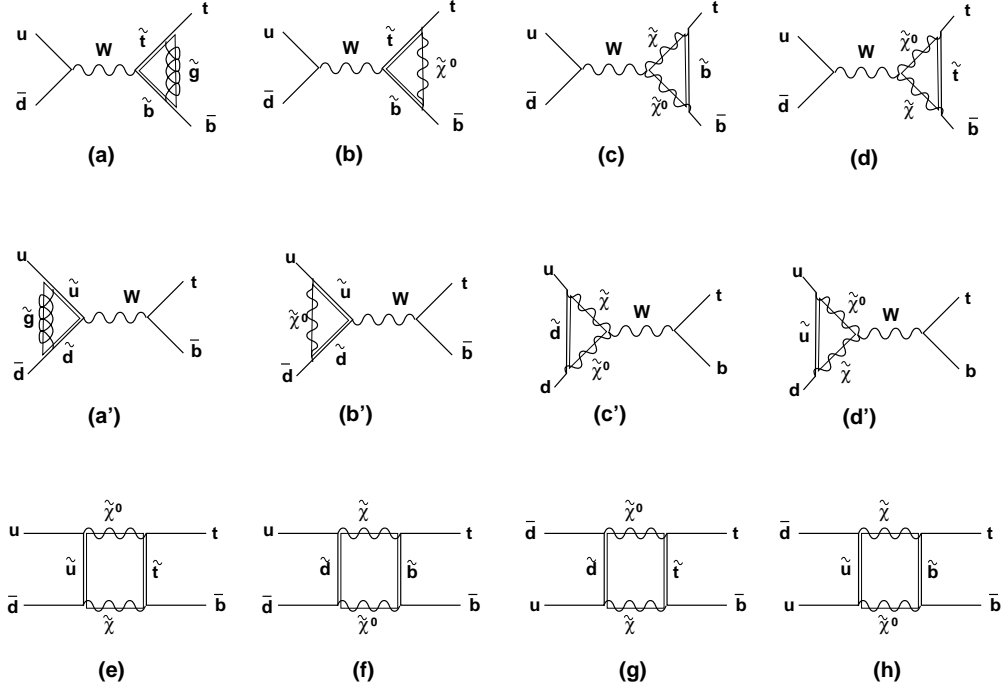 u W t̃ t g̃ b̃ d̄ b̄
(a)
u W t̃ t χ̃⁰ b̃ d̄ b̄
(b)
u W χ̃ t b̃ χ̃⁰ d̄ b̄
(c)
u W χ̃⁰ t t̃ χ̃ d̄ b̄
(d)
u ũ W t g̃ d̃ d̄ b̄
(a')
u ũ W t χ̃⁰ d̃ d̄ b̄
(b')
u χ̃ W t d̃ χ̃⁰ d b
(c')
u χ̃⁰ W t ũ χ̃ d b
(d')
u χ̃⁰ t
ũ t̃
d̄ χ̃ b̄
(e)
u χ̃ t
d̃ b̃
d̄ χ̃⁰ b̄
(f)
d̄ χ̃⁰ t
d̃ t̃
u χ̃ b̄
(g)
d̄ χ̃ t
ũ b̃
u χ̃⁰ b̄
(h)